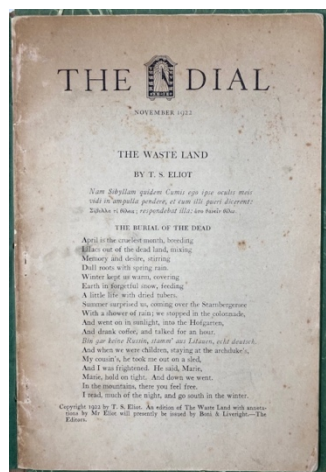 THE DIAL
NOVEMBER 1922
THE WASTE LAND
BY T. S. ELIOT
Nam Sibyllam quidem Cumis ego ipse oculis meis
vidi in ampulla pendere, et cum illi pueri dicerent:
Σίβυλλα τί θέλεις; respondebat illa: ἀποθανεῖν θέλω.
THE BURIAL OF THE DEAD
April is the cruellest month, breeding
Lilacs out of the dead land, mixing
Memory and desire, stirring
Dull roots with spring rain.
Winter kept us warm, covering
Earth in forgetful snow, feeding
A little life with dried tubers.
Summer surprised us, coming over the Starnbergersee
With a shower of rain; we stopped in the colonnade,
And went on in sunlight, into the Hofgarten,
And drank coffee, and talked for an hour.
Bin gar keine Russin, stamm' aus Litauen, echt deutsch.
And when we were children, staying at the archduke's,
My cousin's, he took me out on a sled,
And I was frightened. He said, Marie,
Marie, hold on tight. And down we went.
In the mountains, there you feel free.
I read, much of the night, and go south in the winter.
Copyright 1922 by T. S. Eliot. An edition of The Waste Land with annota-
tions by Mr Eliot will presently be issued by Boni & Liveright.—The
Editors.